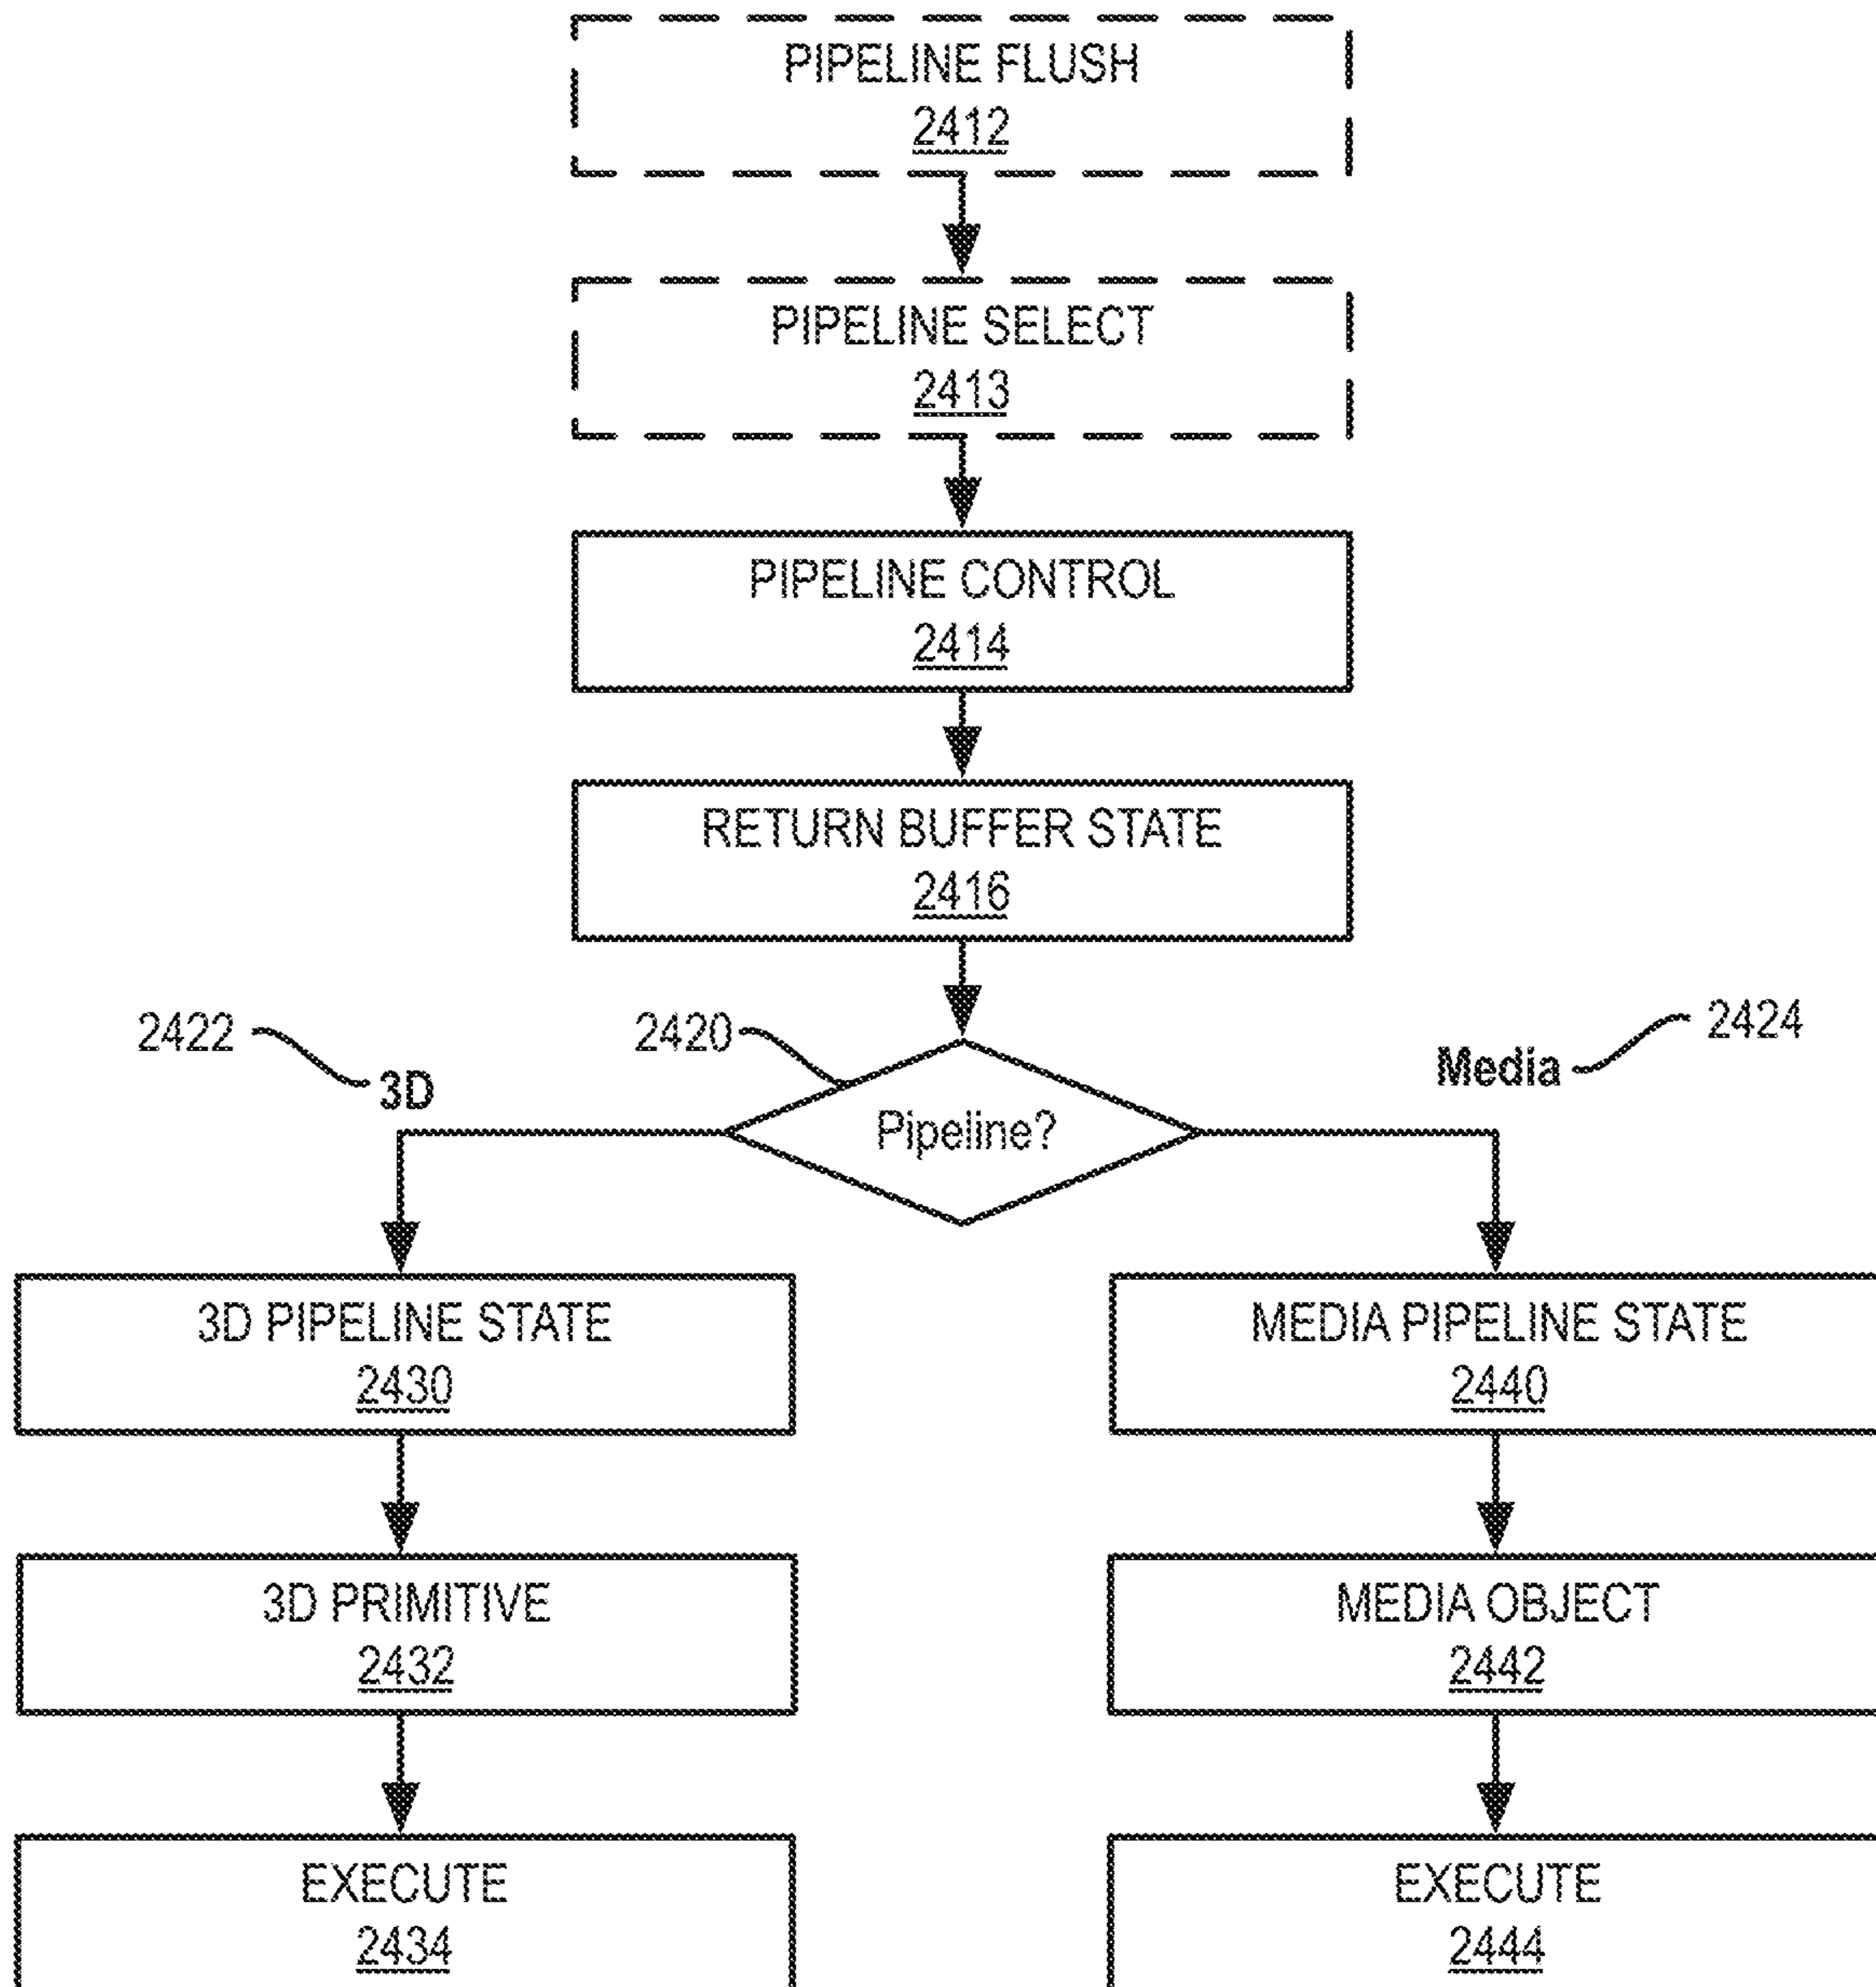 PIPELINE FLUSH
2412
PIPELINE SELECT
2413
PIPELINE CONTROL
2414
RETURN BUFFER STATE
2416
2422
3D
2420
Pipeline?
Media
2424
3D PIPELINE STATE
2430
MEDIA PIPELINE STATE
2440
3D PRIMITIVE
2432
MEDIA OBJECT
2442
EXECUTE
2434
EXECUTE
2444